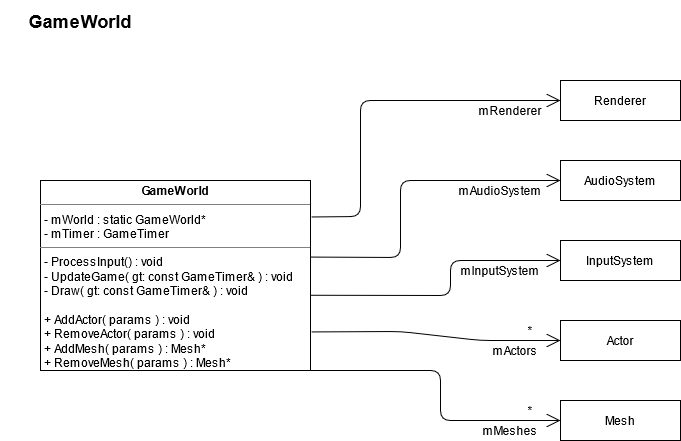 GameWorld
Renderer
mRenderer
AudioSystem
mAudioSystem
GameWorld
- mWorld : static GameWorld*
- mTimer : GameTimer
InputSystem
mInputSystem
- ProcessInput() : void
- UpdateGame( gt: const GameTimer& ) : void
- Draw( gt: const GameTimer& ) : void
+ AddActor( params ) : void
+ RemoveActor( params ) : void
+ AddMesh( params ) : Mesh*
+ RemoveMesh( params ) : Mesh*
*
Actor
mActors
*
Mesh
mMeshes